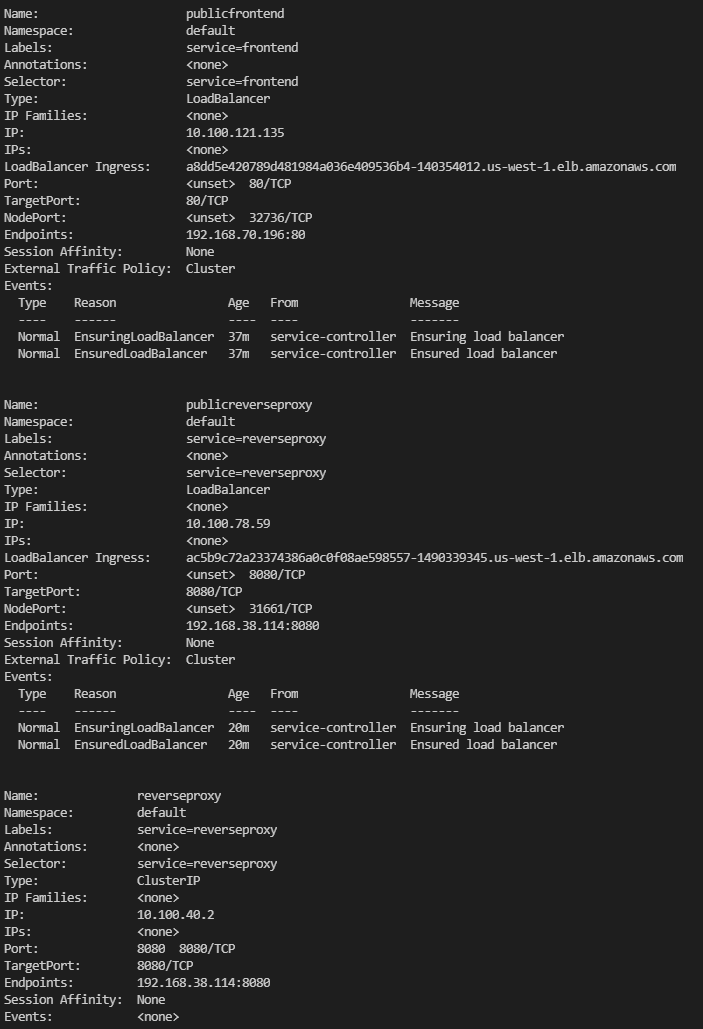 Name:                     publicfrontend
Namespace:                default
Labels:                   service=frontend
Annotations:              <none>
Selector:                 service=frontend
Type:                     LoadBalancer
IP Families:              <none>
IP:                       10.100.121.135
IPs:                      <none>
LoadBalancer Ingress:     a8dd5e420789d481984a036e409536b4-140354012.us-west-1.elb.amazonaws.com
Port:                     <unset>  80/TCP
TargetPort:               80/TCP
NodePort:                 <unset>  32736/TCP
Endpoints:                192.168.70.196:80
Session Affinity:         None
External Traffic Policy:  Cluster
Events:
  Type    Reason                Age   From                Message
  ----    ------                ----  ----                -------
  Normal  EnsuringLoadBalancer  37m   service-controller  Ensuring load balancer
  Normal  EnsuredLoadBalancer   37m   service-controller  Ensured load balancer

Name:                     publicreverseproxy
Namespace:                default
Labels:                   service=reverseproxy
Annotations:              <none>
Selector:                 service=reverseproxy
Type:                     LoadBalancer
IP Families:              <none>
IP:                       10.100.78.59
IPs:                      <none>
LoadBalancer Ingress:     ac5b9c72a23374386a0c0f08ae598557-1490339345.us-west-1.elb.amazonaws.com
Port:                     <unset>  8080/TCP
TargetPort:               8080/TCP
NodePort:                 <unset>  31661/TCP
Endpoints:                192.168.38.114:8080
Session Affinity:         None
External Traffic Policy:  Cluster
Events:
  Type    Reason                Age   From                Message
  ----    ------                ----  ----                -------
  Normal  EnsuringLoadBalancer  20m   service-controller  Ensuring load balancer
  Normal  EnsuredLoadBalancer   20m   service-controller  Ensured load balancer

Name:              reverseproxy
Namespace:         default
Labels:            service=reverseproxy
Annotations:       <none>
Selector:          service=reverseproxy
Type:              ClusterIP
IP Families:       <none>
IP:                10.100.40.2
IPs:               <none>
Port:              8080  8080/TCP
TargetPort:        8080/TCP
Endpoints:         192.168.38.114:8080
Session Affinity:  None
Events:            <none>